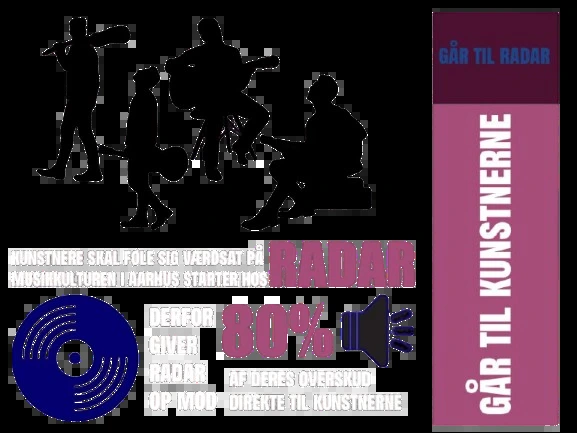 GÅR TIL RADAR
GÅR TIL KUNSTNERNE
KUNSTNERE SKAL FØLE SIG VÆRDSAT PÅ
MUSIKKULTUREN I AARHUS STARTER HOS
RADAR
DERFOR
GIVER
RADAR
OP MOD
80%
AF DERES OVERSKUD
DIREKTE TIL KUNSTNERNE